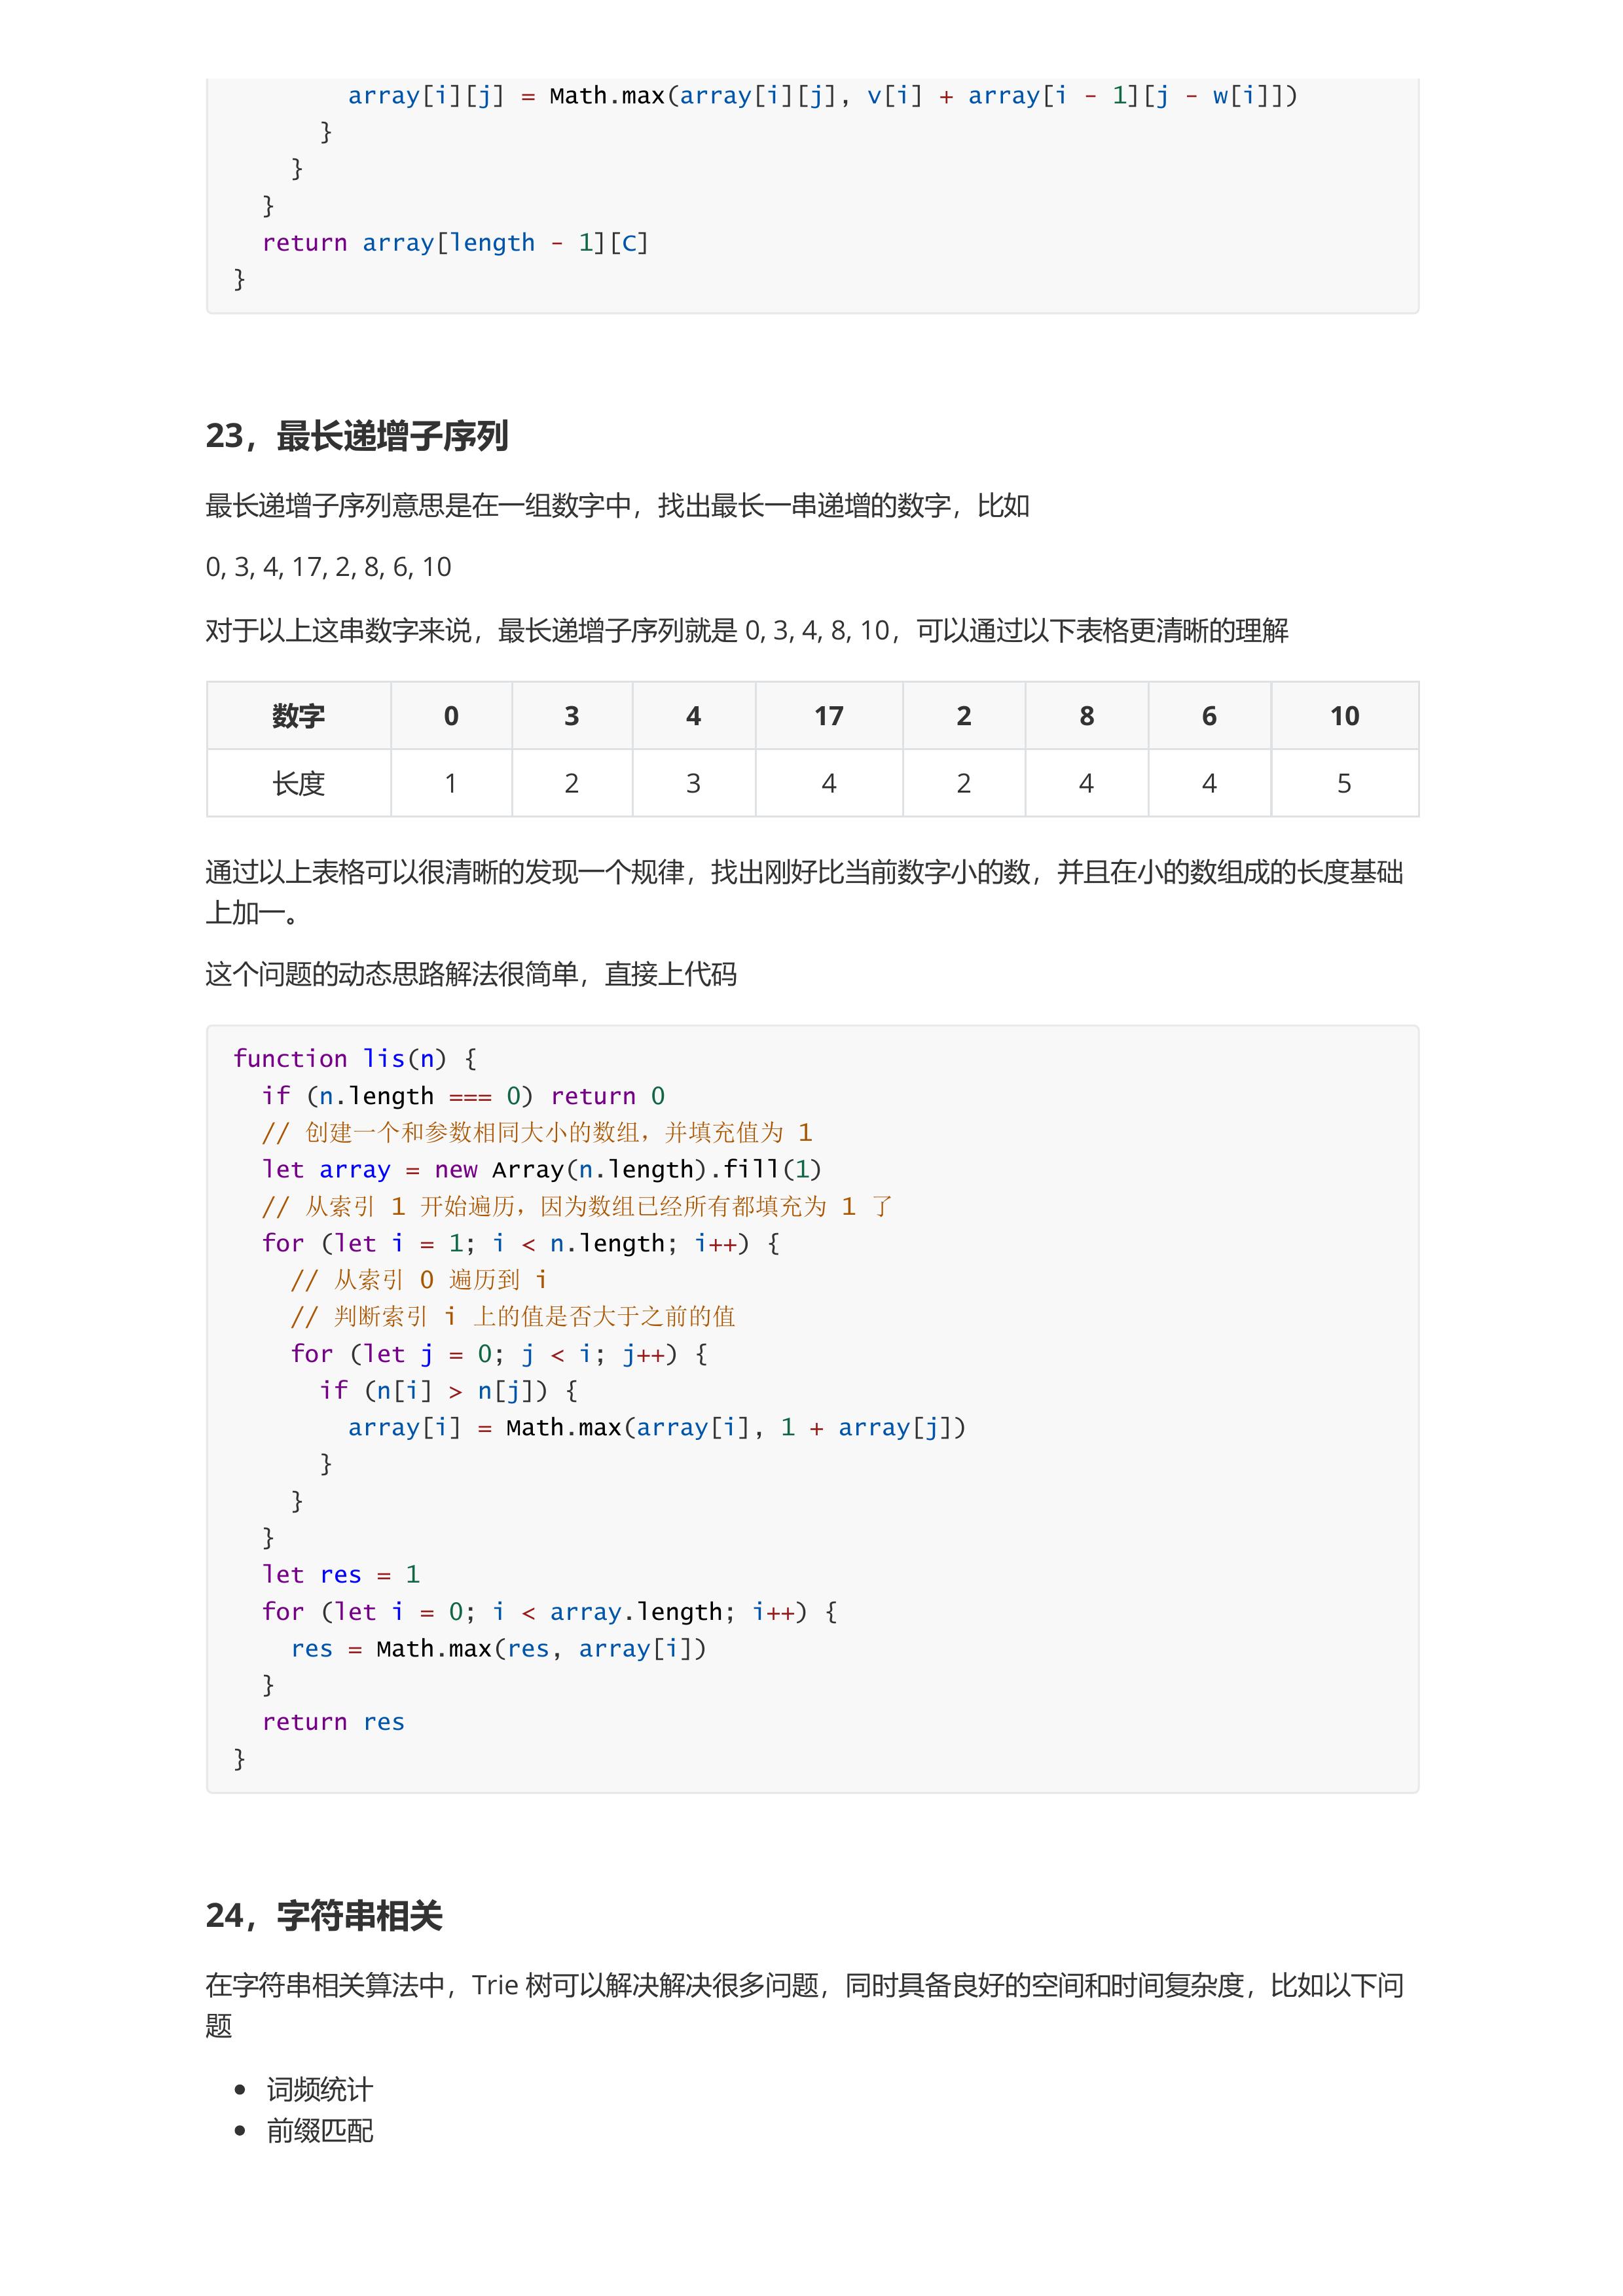 array[i][j] = Math.max(array[i][j], v[i] + array[i - 1][j - w[i]])
      }
    }
  }
  return array[length - 1][C]
}
23，最长递增子序列
最长递增子序列意思是在一组数字中，找出最长一串递增的数字，比如
0, 3, 4, 17, 2, 8, 6, 10
对于以上这串数字来说，最长递增子序列就是 0, 3, 4, 8, 10，可以通过以下表格更清晰的理解
数字 0 3 4 17 2 8 6 10
长度 1 2 3 4 2 4 4 5
通过以上表格可以很清晰的发现一个规律，找出刚好比当前数字小的数，并且在小的数组成的长度基础
上加一。
这个问题的动态思路解法很简单，直接上代码
function lis(n) {
  if (n.length === 0) return 0
  // 创建一个和参数相同大小的数组，并填充值为 1
  let array = new Array(n.length).fill(1)
  // 从索引 1 开始遍历，因为数组已经所有都填充为 1 了
  for (let i = 1; i < n.length; i++) {
    // 从索引 0 遍历到 i
    // 判断索引 i 上的值是否大于之前的值
    for (let j = 0; j < i; j++) {
      if (n[i] > n[j]) {
        array[i] = Math.max(array[i], 1 + array[j])
      }
    }
  }
  let res = 1
  for (let i = 0; i < array.length; i++) {
    res = Math.max(res, array[i])
  }
  return res
}
24，字符串相关
在字符串相关算法中，Trie 树可以解决解决很多问题，同时具备良好的空间和时间复杂度，比如以下问
题
• 词频统计
• 前缀匹配